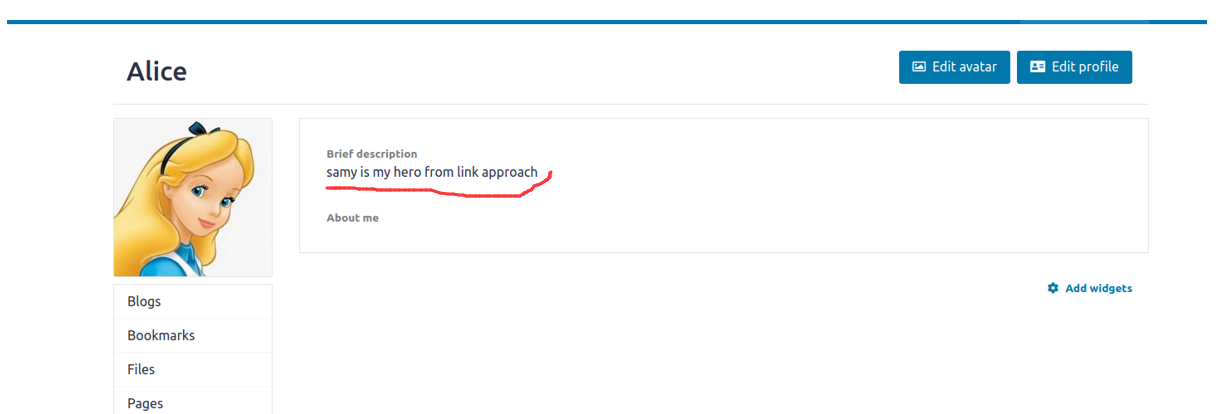 Alice
Edit avatar
Edit profile
Brief description
samy is my hero from link approach
About me
Add widgets
Blogs
Bookmarks
Files
Pages